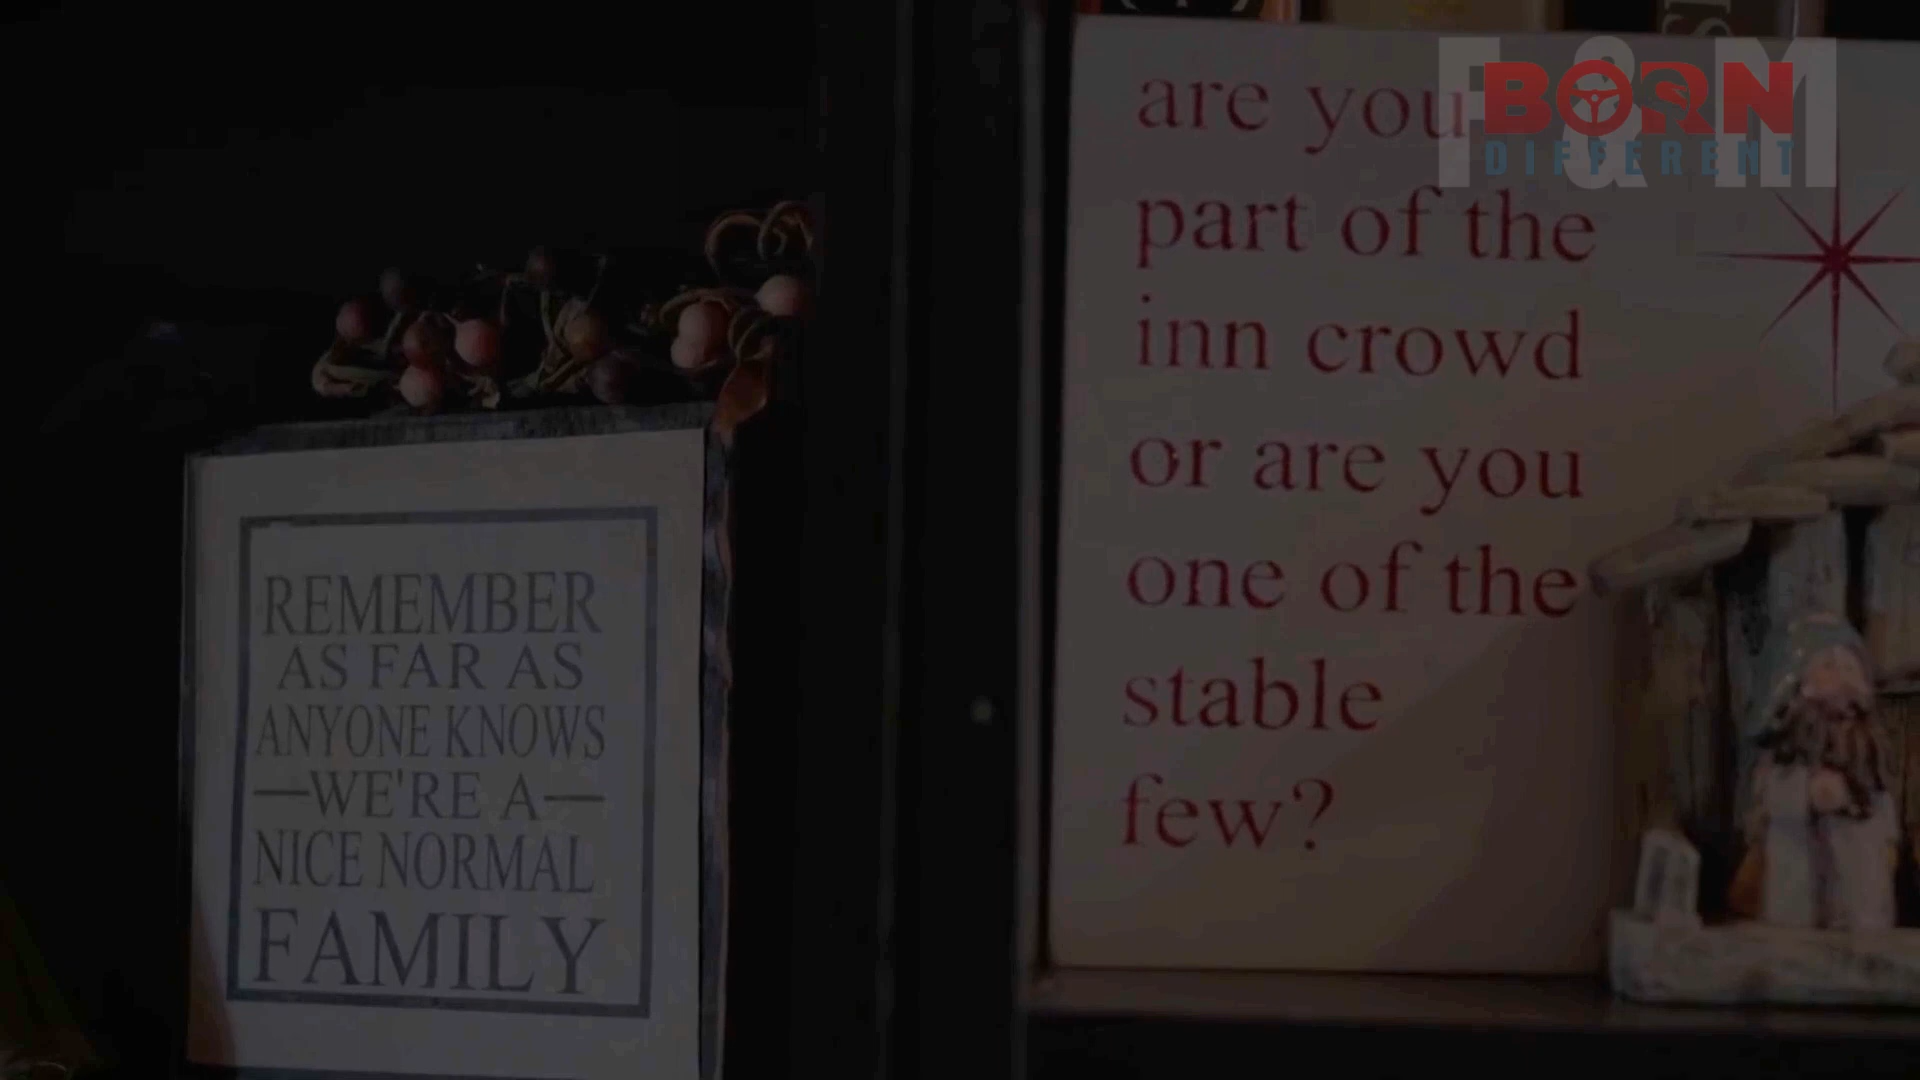 REMEMBER
AS FAR AS
ANYONE KNOWS
—WE'RE A—
NICE NORMAL
FAMILY
are you
part of the
inn crowd
or are you
one of the
stable
few?
BORN
DIFFERENT
F&M